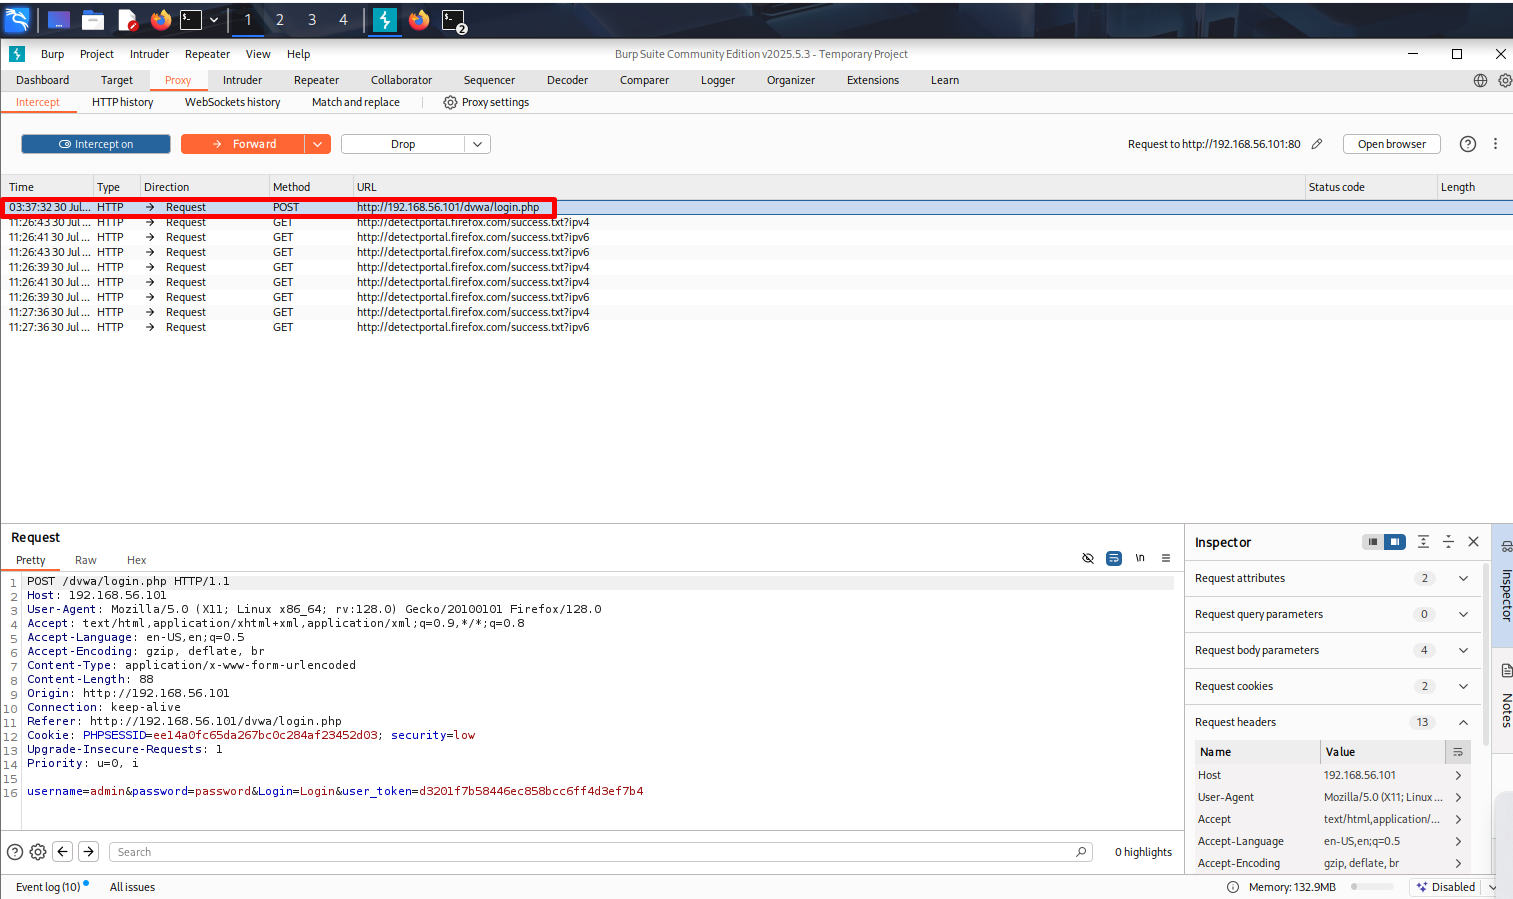 1 2 3 4 2
Burp Project Intruder Repeater View Help Burp Suite Community Edition v2025.5.3 - Temporary Project
Dashboard Target Proxy Intruder Repeater Collaborator Sequencer Decoder Comparer Logger Organizer Extensions Learn
Intercept HTTP history WebSockets history Match and replace Proxy settings
Intercept on Forward Drop Request to http://192.168.56.101:80 Open browser
Time Type Direction Method URL Status code Length
03:37:32 30 Jul... HTTP → Request POST http://192.168.56.101/dvwa/login.php
11:26:43 30 Jul ... HTTP → Request GET http://detectportal.firefox.com/success.txt?ipv4
11:26:41 30 Jul ... HTTP → Request GET http://detectportal.firefox.com/success.txt?ipv6
11:26:43 30 Jul ... HTTP → Request GET http://detectportal.firefox.com/success.txt?ipv6
11:26:39 30 Jul ... HTTP → Request GET http://detectportal.firefox.com/success.txt?ipv4
11:26:41 30 Jul ... HTTP → Request GET http://detectportal.firefox.com/success.txt?ipv4
11:26:39 30 Jul ... HTTP → Request GET http://detectportal.firefox.com/success.txt?ipv6
11:27:36 30 Jul ... HTTP → Request GET http://detectportal.firefox.com/success.txt?ipv4
11:27:36 30 Jul ... HTTP → Request GET http://detectportal.firefox.com/success.txt?ipv6
Request
Pretty Raw Hex \n
1 POST /dvwa/login.php HTTP/1.1
2 Host: 192.168.56.101
3 User-Agent: Mozilla/5.0 (X11; Linux x86_64; rv:128.0) Gecko/20100101 Firefox/128.0
4 Accept: text/html,application/xhtml+xml,application/xml;q=0.9,*/*;q=0.8
5 Accept-Language: en-US,en;q=0.5
6 Accept-Encoding: gzip, deflate, br
7 Content-Type: application/x-www-form-urlencoded
8 Content-Length: 88
9 Origin: http://192.168.56.101
10 Connection: keep-alive
11 Referer: http://192.168.56.101/dvwa/login.php
12 Cookie: PHPSESSID=ee14a0fc65da267bc0c284af23452d03; security=low
13 Upgrade-Insecure-Requests: 1
14 Priority: u=0, i
15
16 username=admin&password=password&Login=Login&user_token=d3201f7b58446ec858bcc6ff4d3ef7b4
Search 0 highlights
Inspector
Request attributes 2
Request query parameters 0
Request body parameters 4
Request cookies 2
Request headers 13
Name Value
Host 192.168.56.101
User-Agent Mozilla/5.0 (X11; Linux ...
Accept text/html,application/...
Accept-Language en-US,en;q=0.5
Accept-Encoding gzip, deflate, br
Inspector
Notes
Event log (10) All issues Memory: 132.9MB Disabled